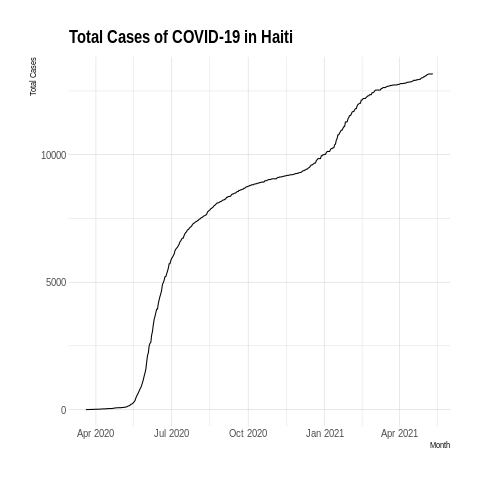 Total Cases of COVID-19 in Haiti
Total Cases
10000
5000
0
Apr 2020 Jul 2020 Oct 2020 Jan 2021 Apr 2021
Month